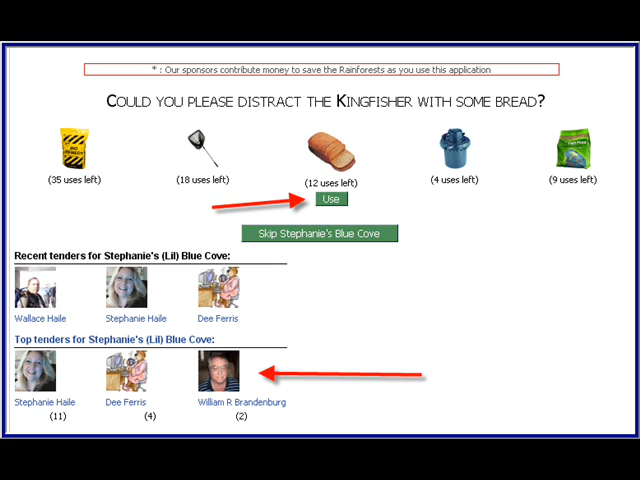 * : Our sponsors contribute money to save the Rainforests as you use this application
Could you please distract the Kingfisher with some bread?
(35 uses left) (18 uses left) (12 uses left) (4 uses left) (9 uses left)
Use
Skip Stephanie's Blue Cove
Recent tenders for Stephanie's (Lil) Blue Cove:
Wallace Haile Stephanie Haile Dee Ferris
Top tenders for Stephanie's (Lil) Blue Cove:
Stephanie Haile Dee Ferris William R Brandenburg
(11) (4) (2)